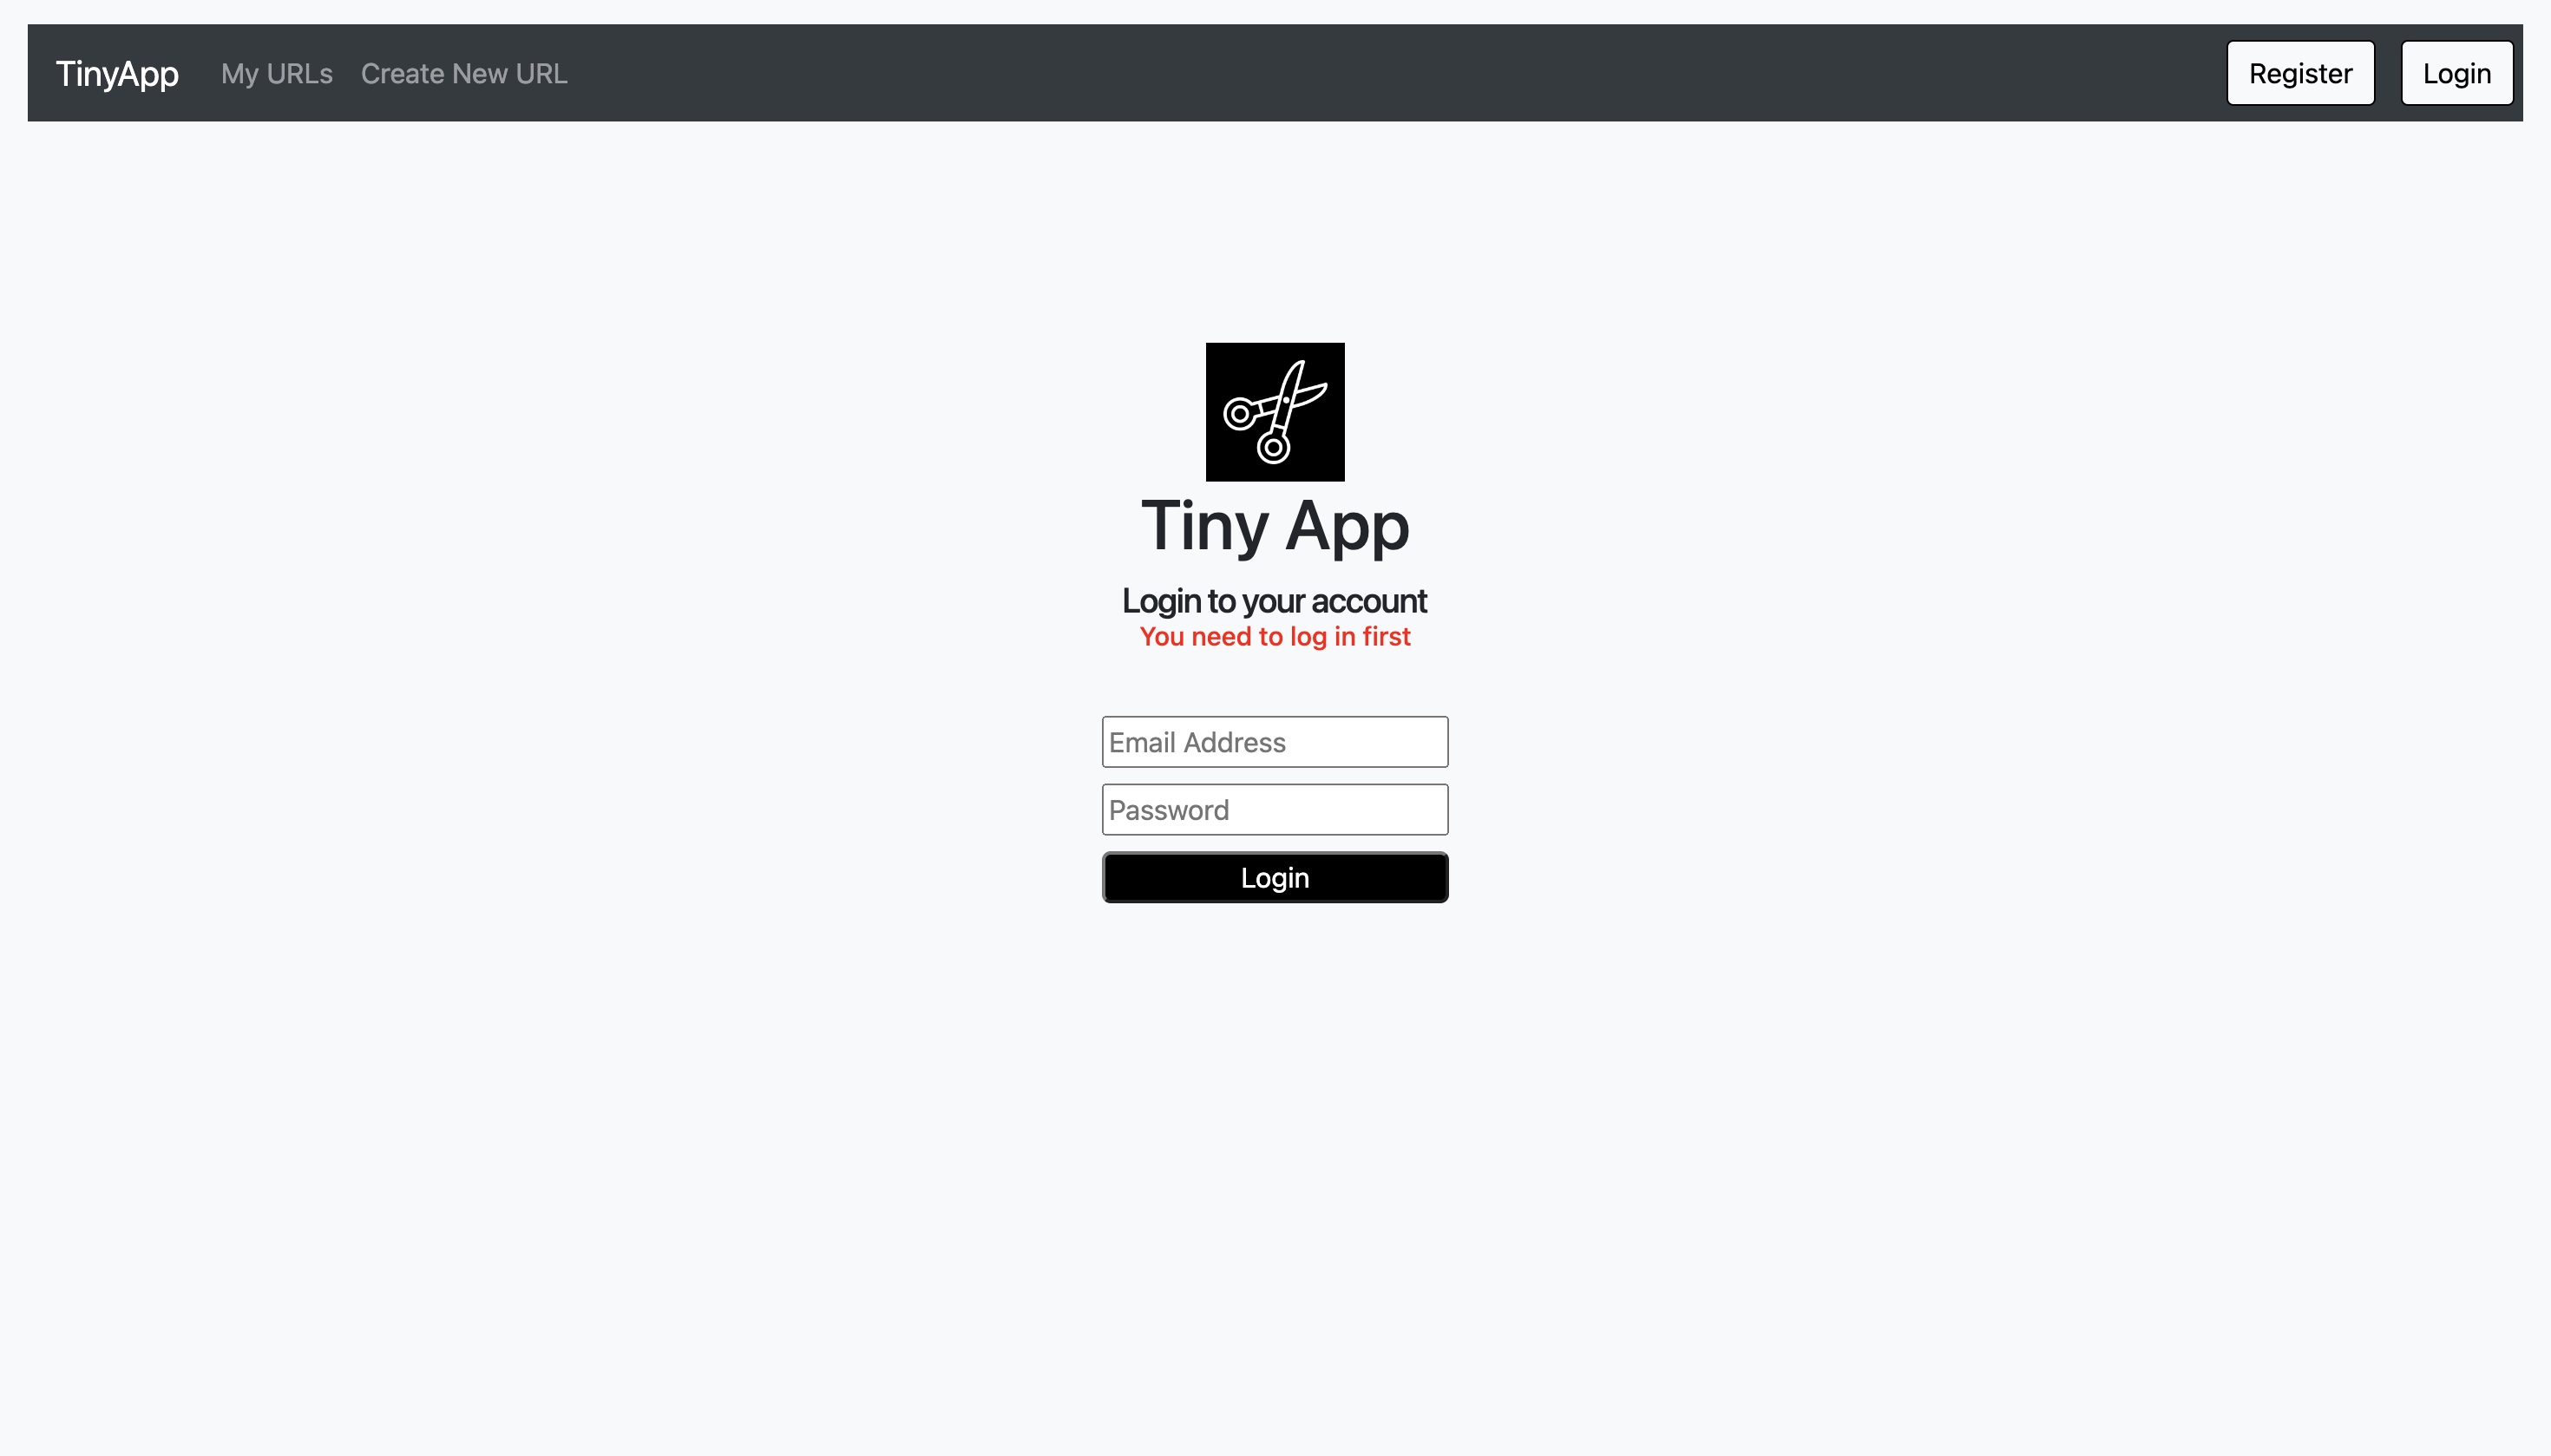 TinyApp My URLs Create New URL Register Login
Tiny App
Login to your account
You need to log in first
Email Address
Password
Login